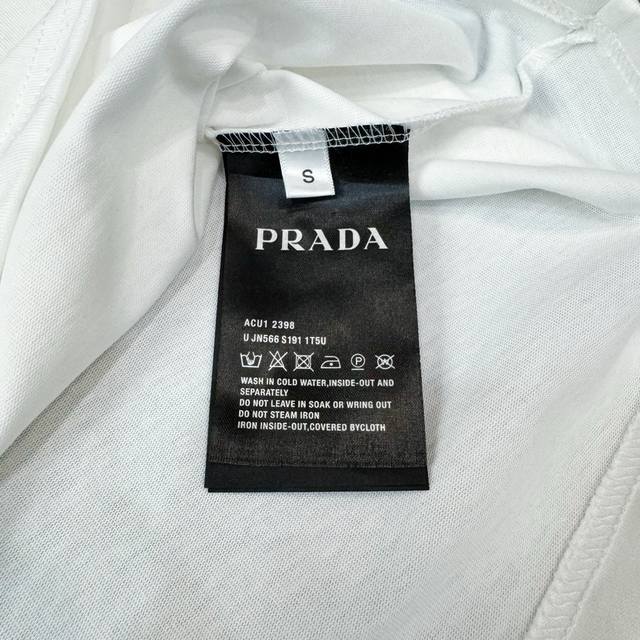 S
PRADA
ACU1 2398
UJN566 S191 1T5U
WASH IN COLD WATER,INSIDE-OUT AND
SEPARATELY
DO NOT LEAVE IN SOAK OR WRING OUT
DO NOT STEAM IRON
IRON INSIDE-OUT,COVERED BYCLOTH